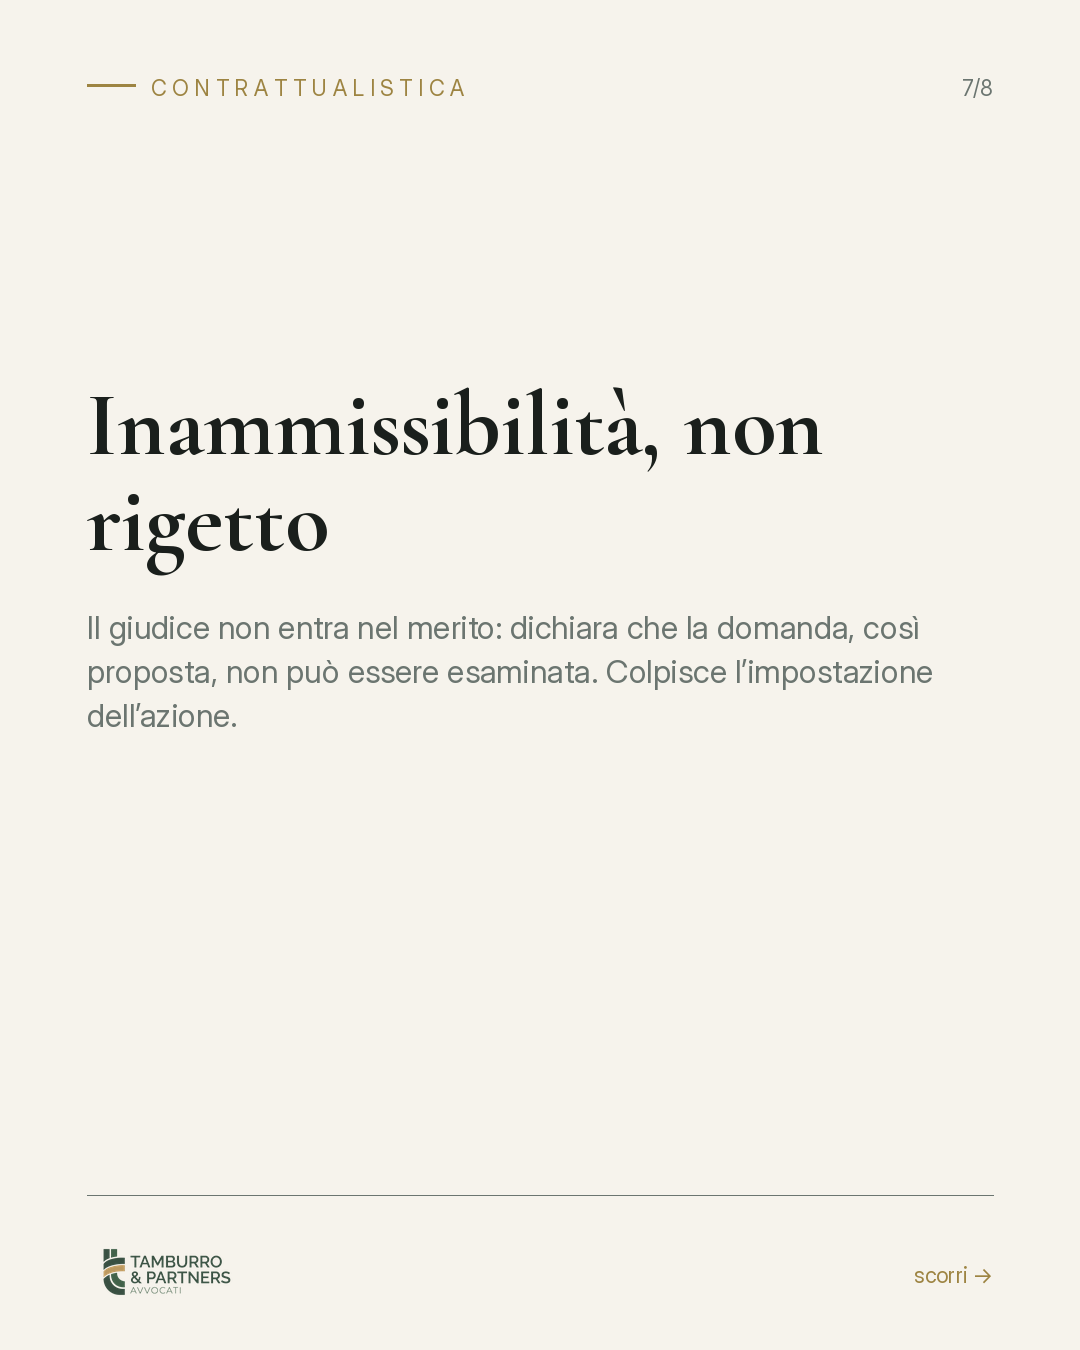 CONTRATTUALISTICA
7/8
Inammissibilità, non
rigetto
Il giudice non entra nel merito: dichiara che la domanda, così
proposta, non può essere esaminata. Colpisce l’impostazione
dell’azione.
TAMBURRO
& PARTNERS
AVVOCATI
scorri →